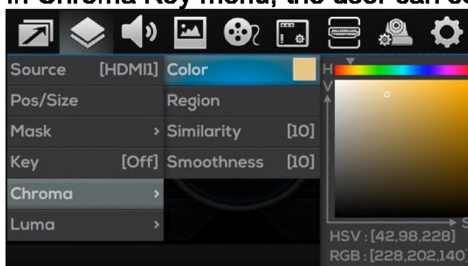 In Chroma Key menu, the user can se
H
Source [HDMI1] Color
V
Pos/Size Region
Mask > Similarity [10]
Key [Off] Smoothness [10]
Chroma >
Luma > S
HSV : [42,98,228]
RGB : [228,202,140]